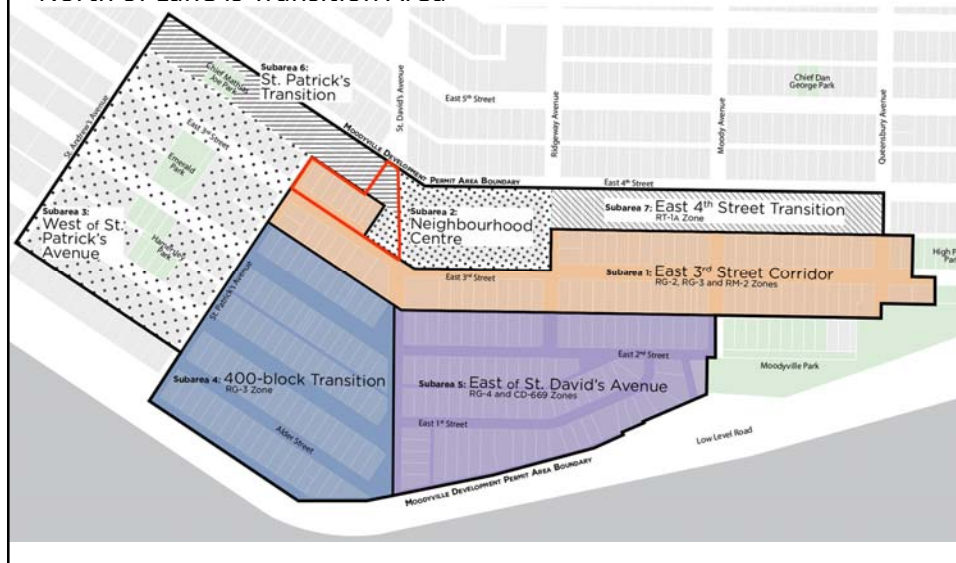 North of Lane is Transition Area
Subarea 6:
St. Patrick's
Transition
Chief Mathias
Joe Park
St. Andrew's Avenue
East 3rd Street
Emerald
Park
Subarea 3:
West of St.
Patrick's
Avenue
St. David's Avenue
East 5th Street
Ridgeway Avenue
Moody Avenue
Queensbury Avenue
Chief Dan
George Park
Moodyville Development Permit Area Boundary
East 4th Street
Subarea 2:
Neighbourhood
Centre
Subarea 7: East 4th Street Transition
RT-1A Zone
East 3rd Street
Subarea 1: East 3rd Street Corridor
RG-2, RG-3 and RM-2 Zones
St. Patrick's Avenue
Subarea 4: 400-block Transition
RG-3 Zone
Alder Street
East 2nd Street
Subarea 5: East of St. David's Avenue
RG-4 and CD-669 Zones
East 1st Street
Moodyville Park
Low Level Road
Moodyville Development Permit Area Boundary